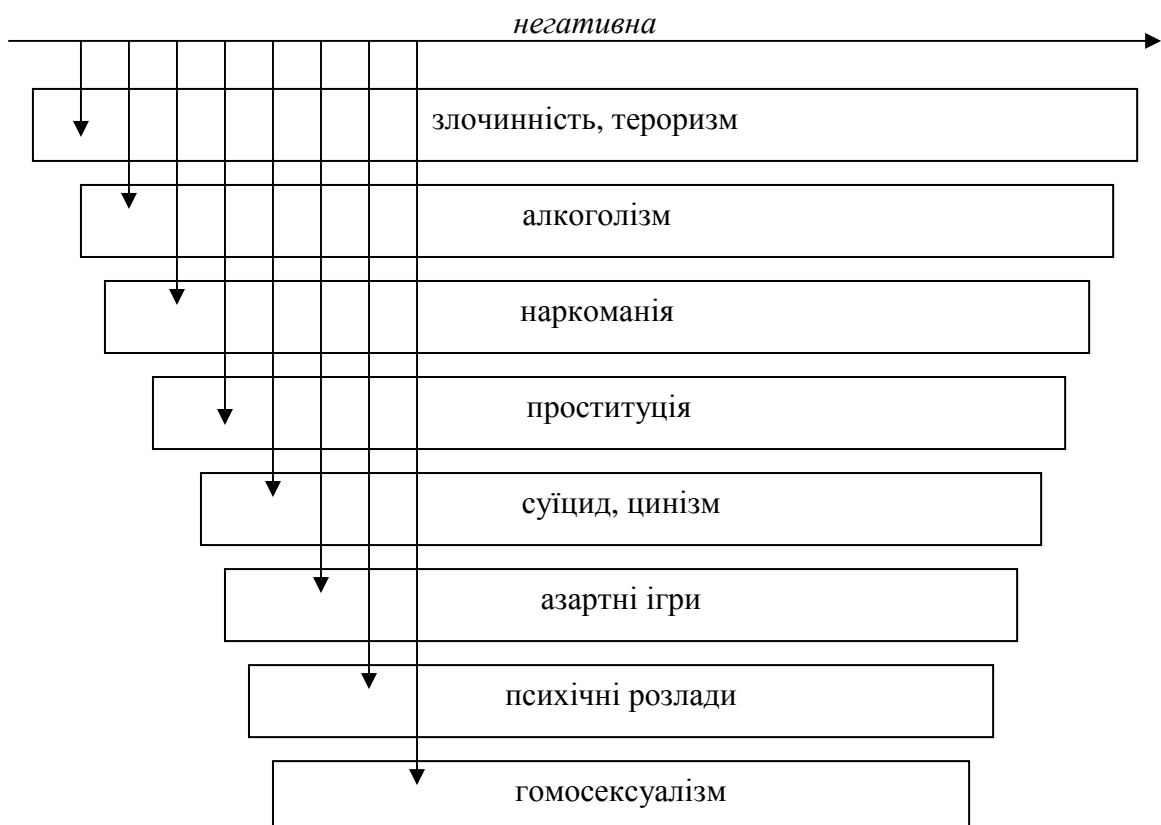 негативна
злочинність, тероризм
алкоголізм
наркоманія
проституція
суїцид, цинізм
азартні ігри
психічні розлади
гомосексуалізм